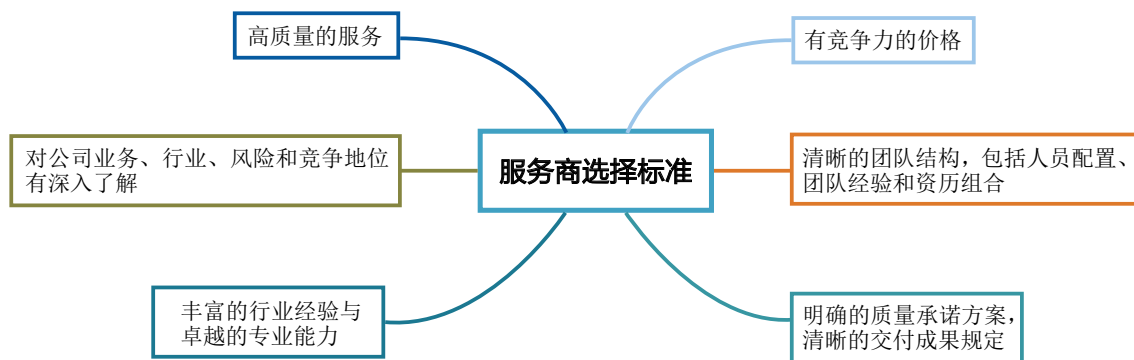 高质量的服务
有竞争力的价格
对公司业务、行业、风险和竞争地位
有深入了解
服务商选择标准
清晰的团队结构，包括人员配置、
团队经验和资历组合
丰富的行业经验与
卓越的专业能力
明确的质量承诺方案，
清晰的交付成果规定